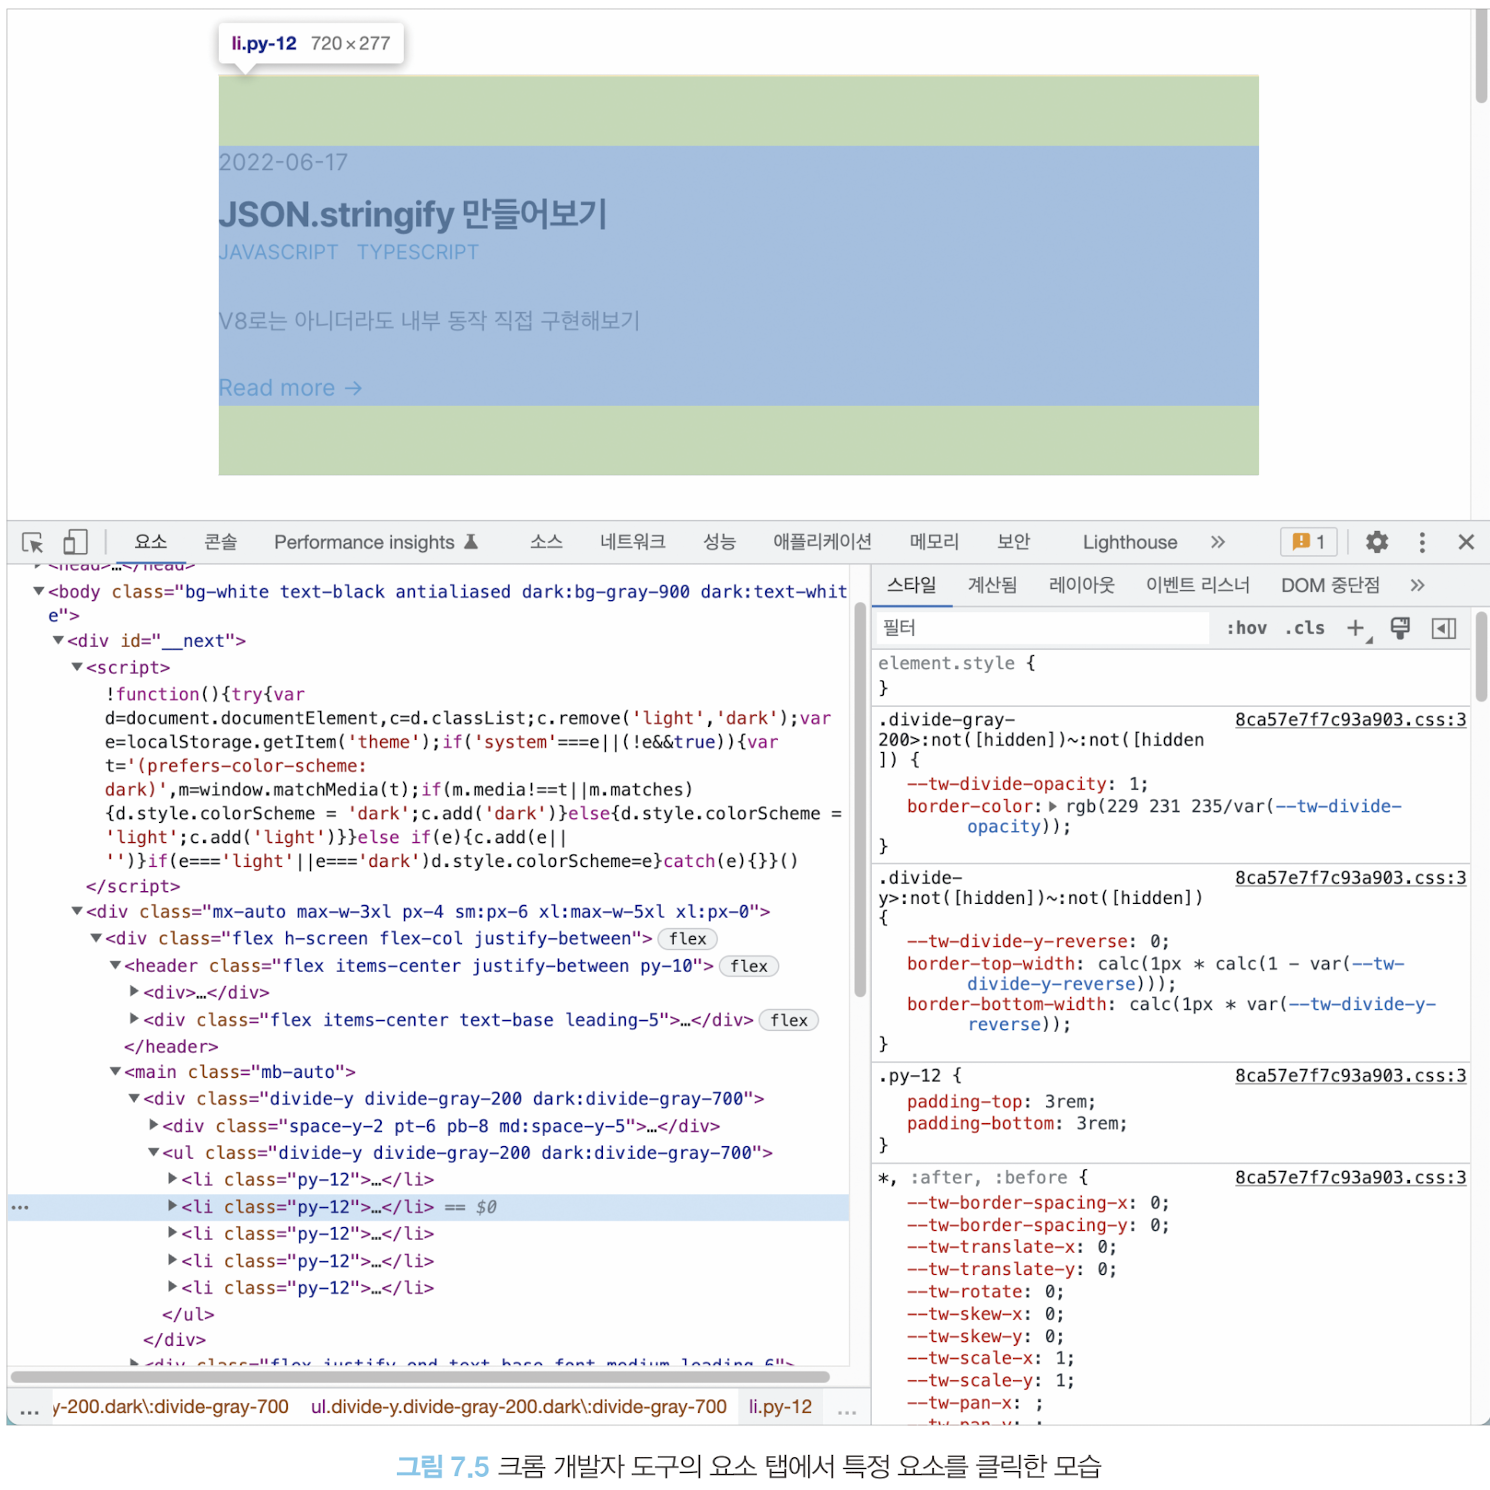 li.py-12 720×277
2022-06-17
JSON.stringify 만들어보기
JAVASCRIPT TYPESCRIPT
V8로는 아니더라도 내부 동작 직접 구현해보기
Read more →
요소 콘솔 Performance insights 소스 네트워크 성능 애플리케이션 메모리 보안 Lighthouse » 1
<head>…</head>
<body class="bg-white text-black antialiased dark:bg-gray-900 dark:text-whit
e">
<div id="__next">
<script>
!function(){try{var
d=document.documentElement,c=d.classList;c.remove('light','dark');var
e=localStorage.getItem('theme');if('system'===e||(!e&&true)){var
t='(prefers-color-scheme:
dark)',m=window.matchMedia(t);if(m.media!==t||m.matches)
{d.style.colorScheme = 'dark';c.add('dark')}else{d.style.colorScheme =
'light';c.add('light')}}else if(e){c.add(e||
'')}if(e==='light'||e==='dark')d.style.colorScheme=e}catch(e){}}()
</script>
<div class="mx-auto max-w-3xl px-4 sm:px-6 xl:max-w-5xl xl:px-0">
<div class="flex h-screen flex-col justify-between"> flex
<header class="flex items-center justify-between py-10"> flex
<div>…</div>
<div class="flex items-center text-base leading-5">…</div> flex
</header>
<main class="mb-auto">
<div class="divide-y divide-gray-200 dark:divide-gray-700">
<div class="space-y-2 pt-6 pb-8 md:space-y-5">…</div>
<ul class="divide-y divide-gray-200 dark:divide-gray-700">
<li class="py-12">…</li>
… <li class="py-12">…</li> == $0
<li class="py-12">…</li>
<li class="py-12">…</li>
<li class="py-12">…</li>
</ul>
</div>
<div class="flex justify-end text-base font-medium leading-6">
… y-200.dark\:divide-gray-700 ul.divide-y.divide-gray-200.dark\:divide-gray-700 li.py-12 …
스타일 계산됨 레이아웃 이벤트 리스너 DOM 중단점 »
필터 :hov .cls +
element.style {
}
.divide-gray- 8ca57e7f7c93a903.css:3
200>:not([hidden])~:not([hidden
]) {
--tw-divide-opacity: 1;
border-color: rgb(229 231 235/var(--tw-divide-
opacity));
}
.divide- 8ca57e7f7c93a903.css:3
y>:not([hidden])~:not([hidden])
{
--tw-divide-y-reverse: 0;
border-top-width: calc(1px * calc(1 - var(--tw-
divide-y-reverse)));
border-bottom-width: calc(1px * var(--tw-divide-y-
reverse));
}
.py-12 { 8ca57e7f7c93a903.css:3
padding-top: 3rem;
padding-bottom: 3rem;
}
*, :after, :before { 8ca57e7f7c93a903.css:3
--tw-border-spacing-x: 0;
--tw-border-spacing-y: 0;
--tw-translate-x: 0;
--tw-translate-y: 0;
--tw-rotate: 0;
--tw-skew-x: 0;
--tw-skew-y: 0;
--tw-scale-x: 1;
--tw-scale-y: 1;
--tw-pan-x: ;
--tw-pan-y: ;
그림 7.5 크롬 개발자 도구의 요소 탭에서 특정 요소를 클릭한 모습